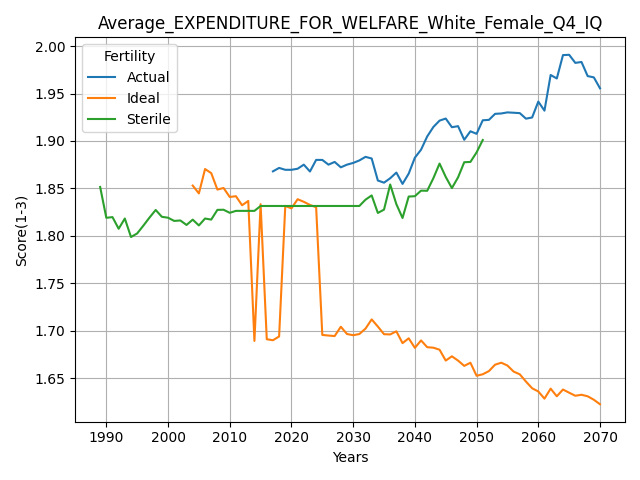 Average_EXPENDITURE_FOR_WELFARE_White_Female_Q4_IQ
Fertility
Actual
Ideal
Sterile
Score(1-3)
2.00
1.95
1.90
1.85
1.80
1.75
1.70
1.65
1990 2000 2010 2020 2030 2040 2050 2060 2070
Years